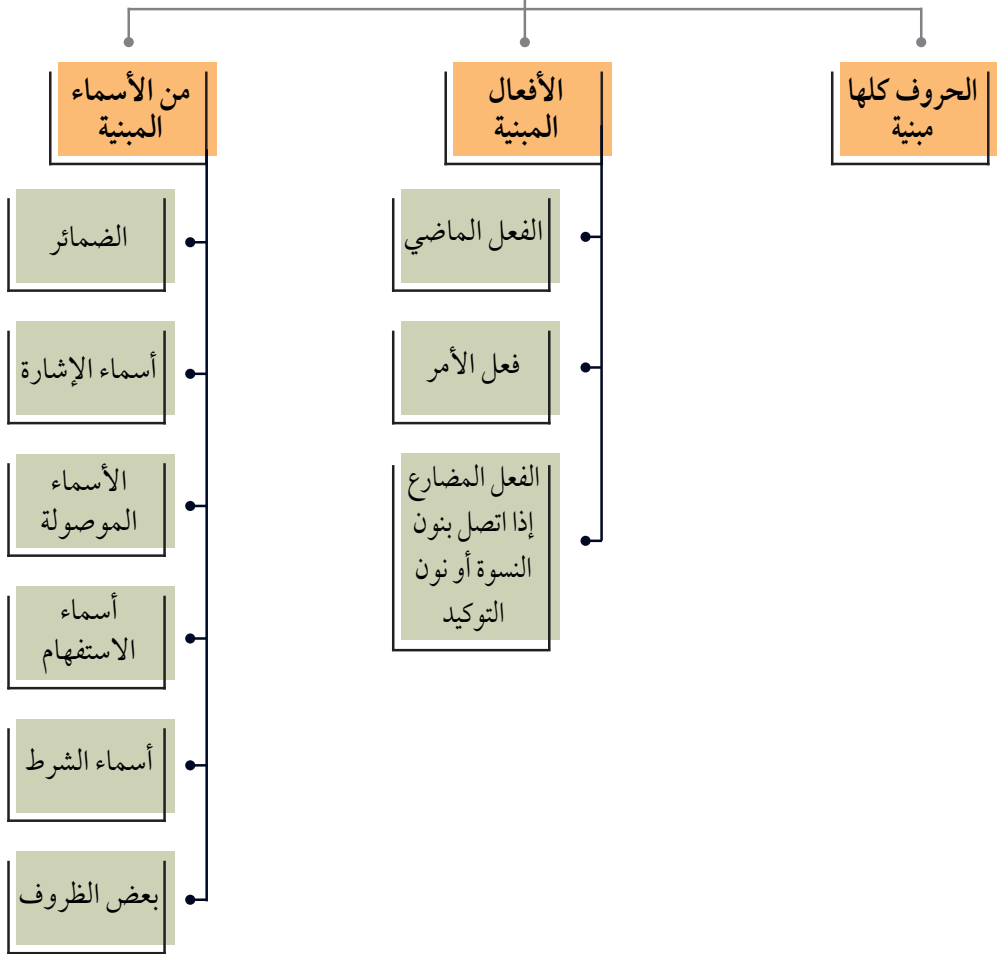 الحروف كلها
مبنية
الأفعال
المبنية
الفعل الماضي
فعل الأمر
الفعل المضارع
إذا اتصل بنون
النسوة أو نون
التوكيد
من الأسماء
المبنية
الضمائر
أسماء الإشارة
الأسماء
الموصولة
أسماء
الاستفهام
أسماء الشرط
بعض الظروف